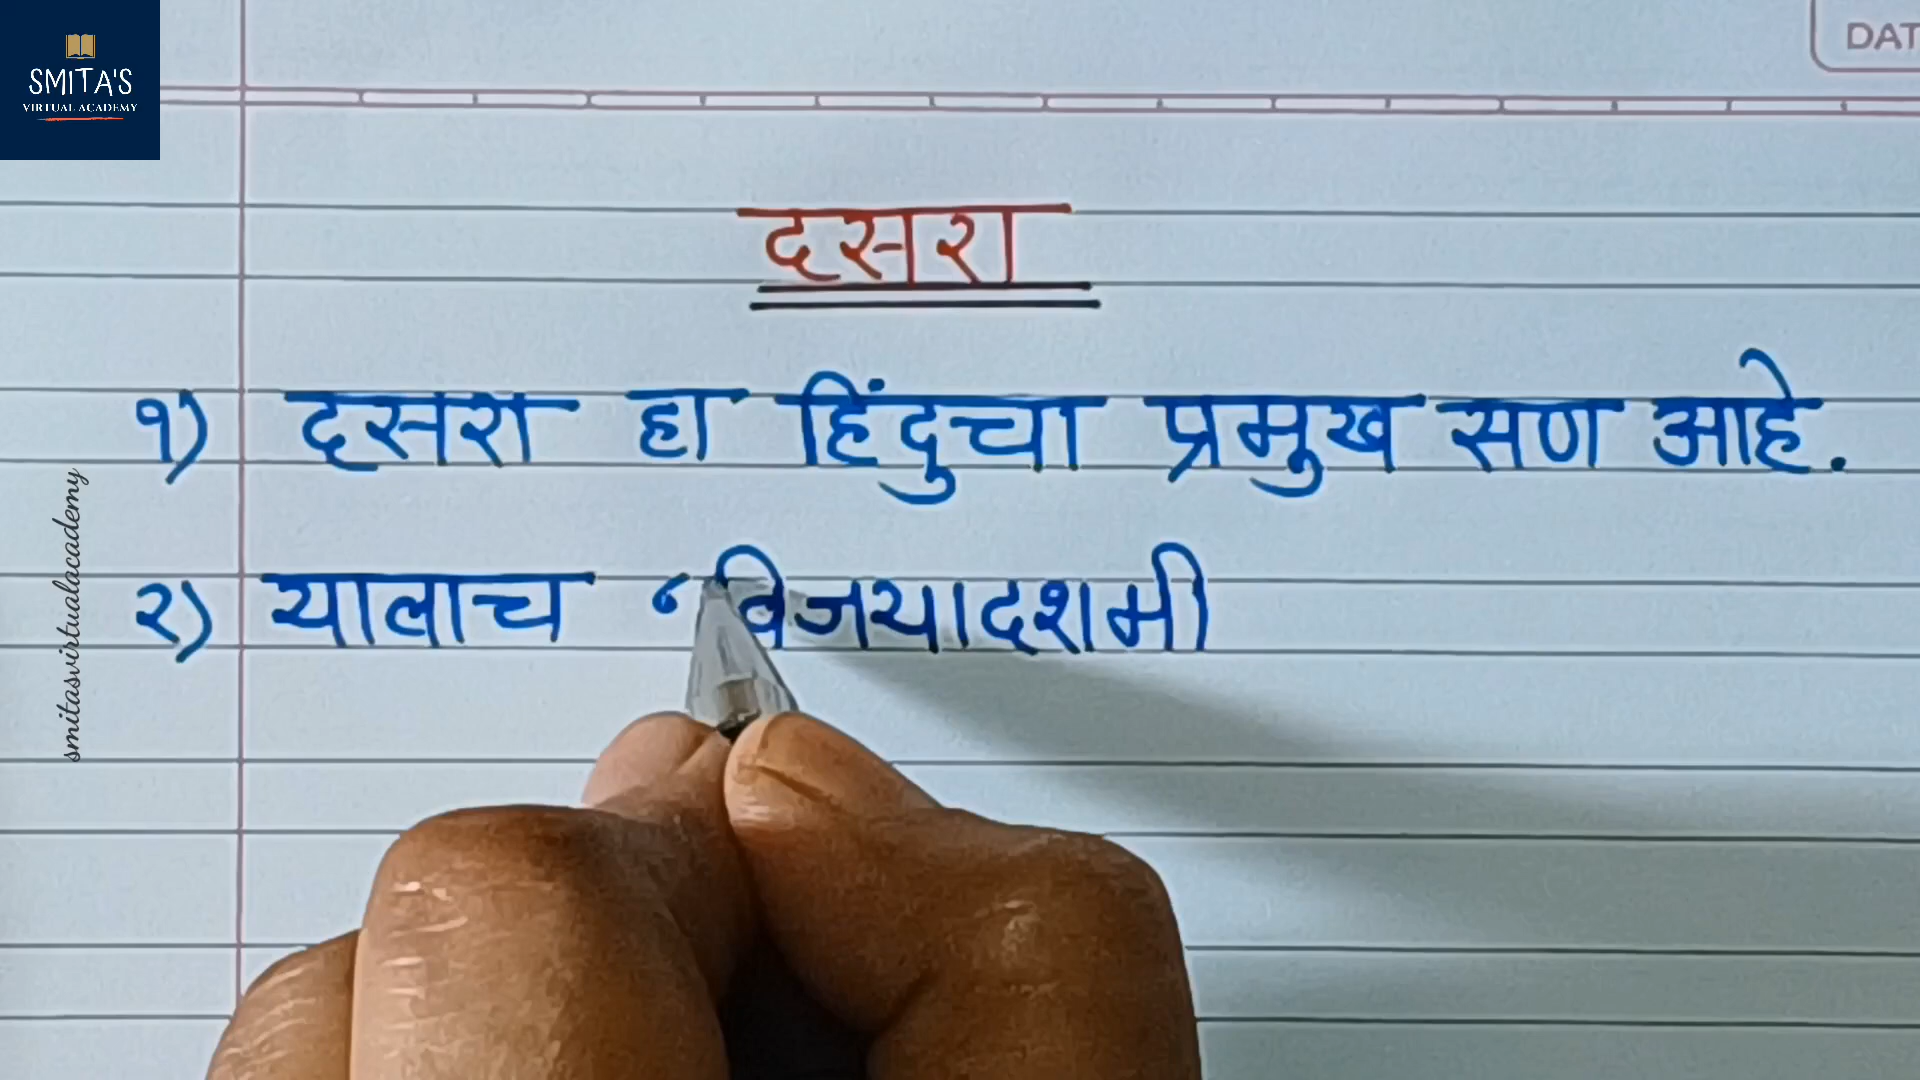 SMITA'S
VIRTUAL ACADEMY
DAT
दसरा
१) दसरा हा हिंदुचा प्रमुख सण आहे.
२) यालाच ‘विजयादशमी
smitasvirtualacademy